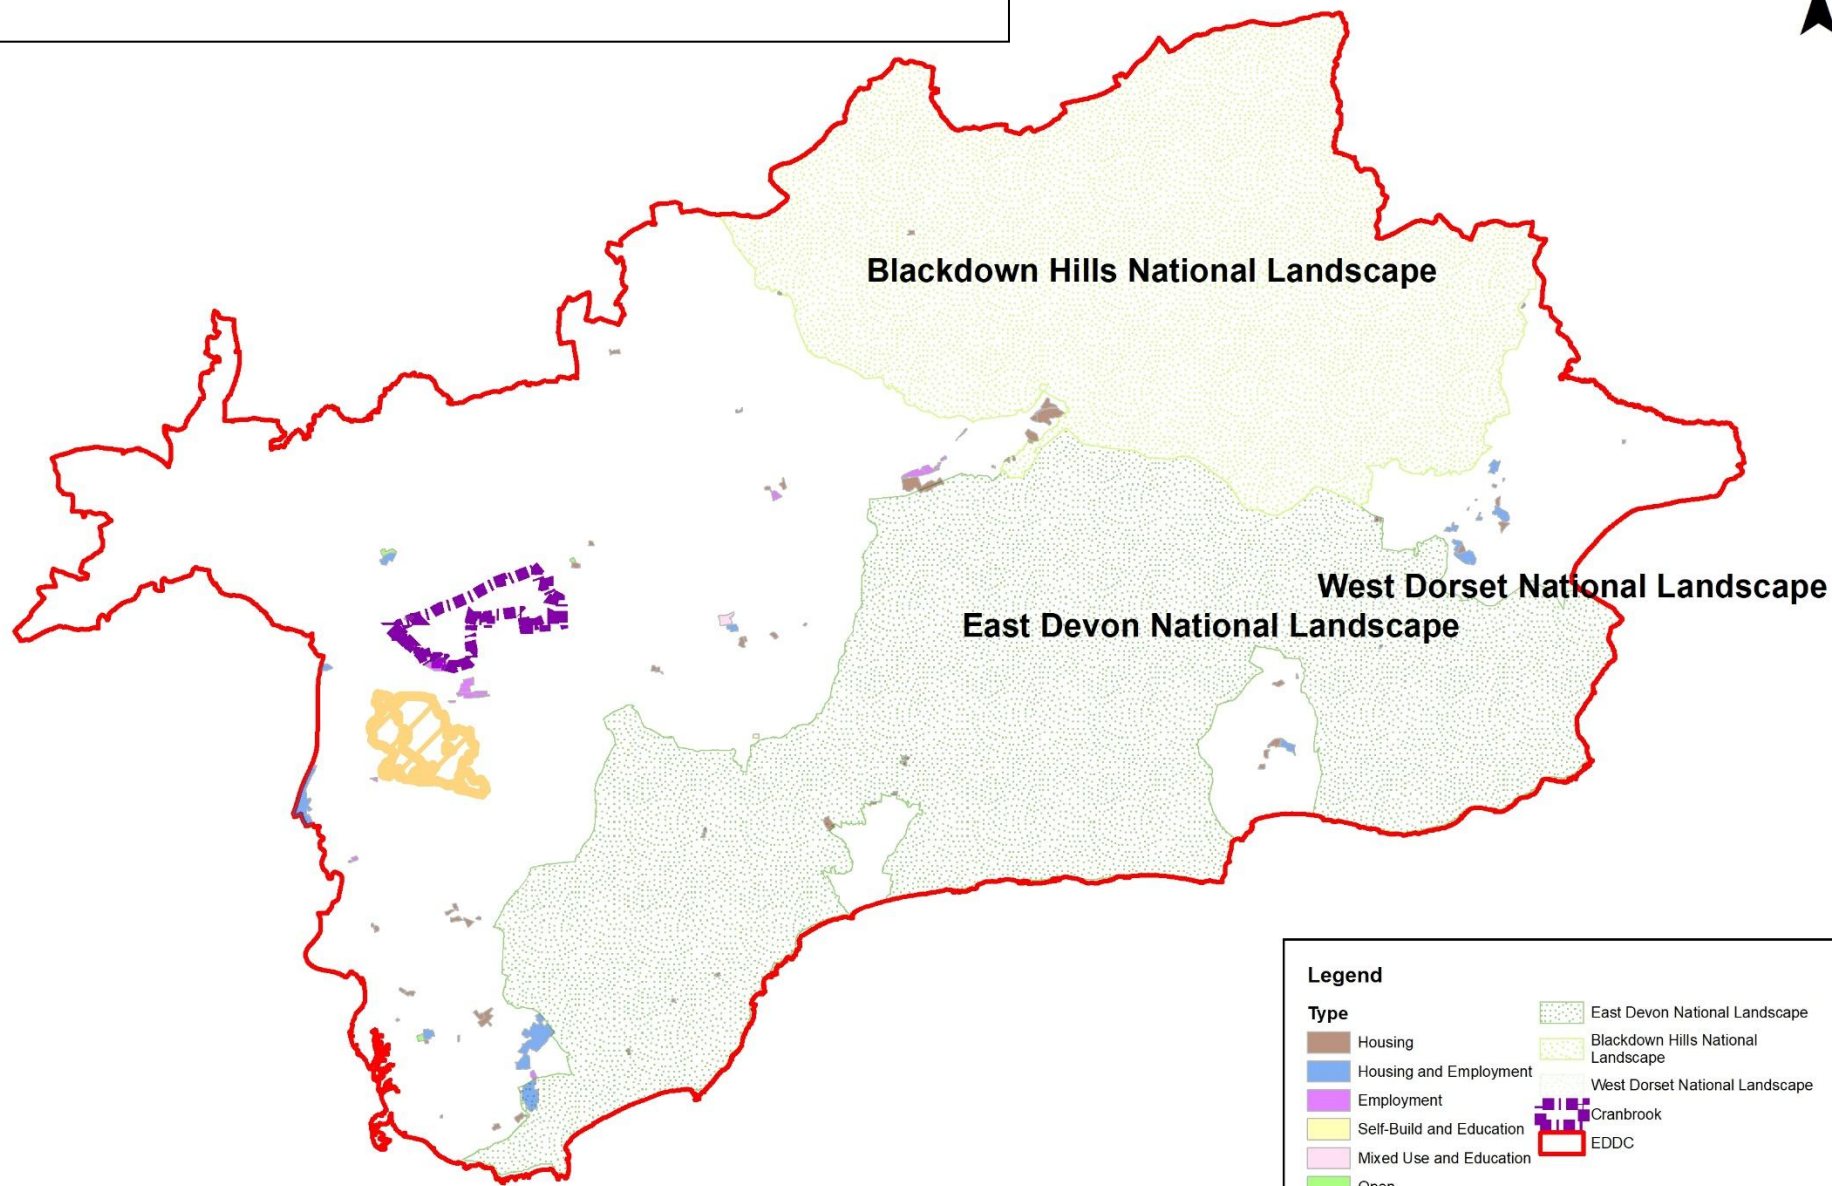 Blackdown Hills National Landscape
West Dorset National Landscape
East Devon National Landscape
Legend
Type
Housing
Housing and Employment
Employment
Self-Build and Education
Mixed Use and Education
Open
East Devon National Landscape
Blackdown Hills National
Landscape
West Dorset National Landscape
Cranbrook
EDDC